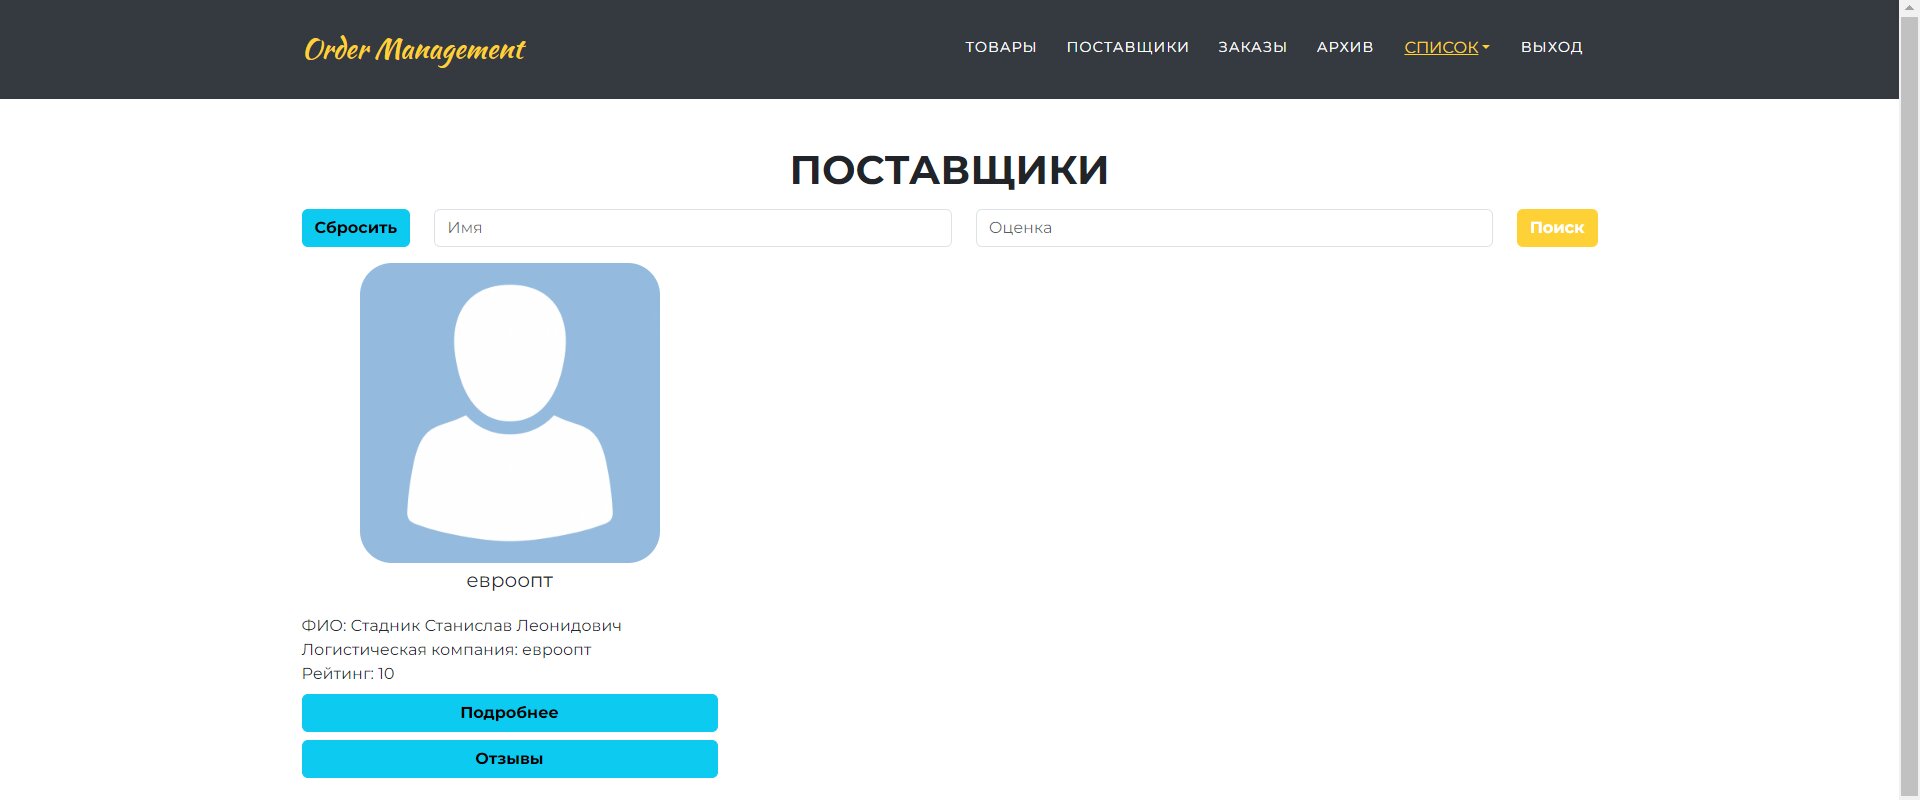 Order Management
ТОВАРЫ ПОСТАВЩИКИ ЗАКАЗЫ АРХИВ СПИСОК ВЫХОД
ПОСТАВЩИКИ
Сбросить Имя Оценка Поиск
евроопт
ФИО: Стадник Станислав Леонидович
Логистическая компания: евроопт
Рейтинг: 10
Подробнее
Отзывы